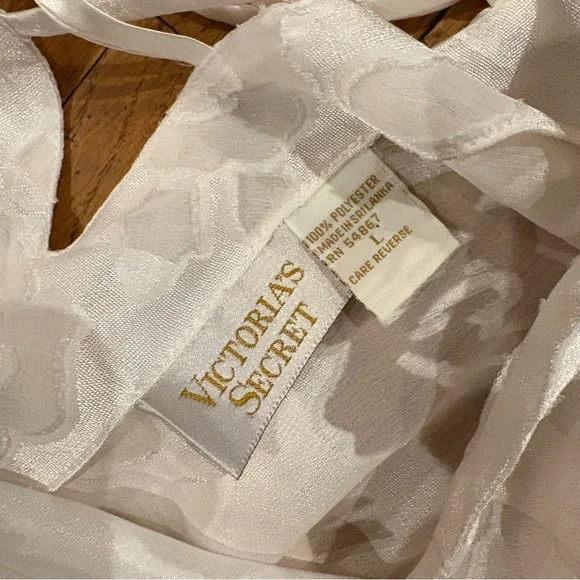 100% POLYESTER
MADE IN SRI LANKA
RN 54867
L
CARE REVERSE
VICTORIA'S
SECRET